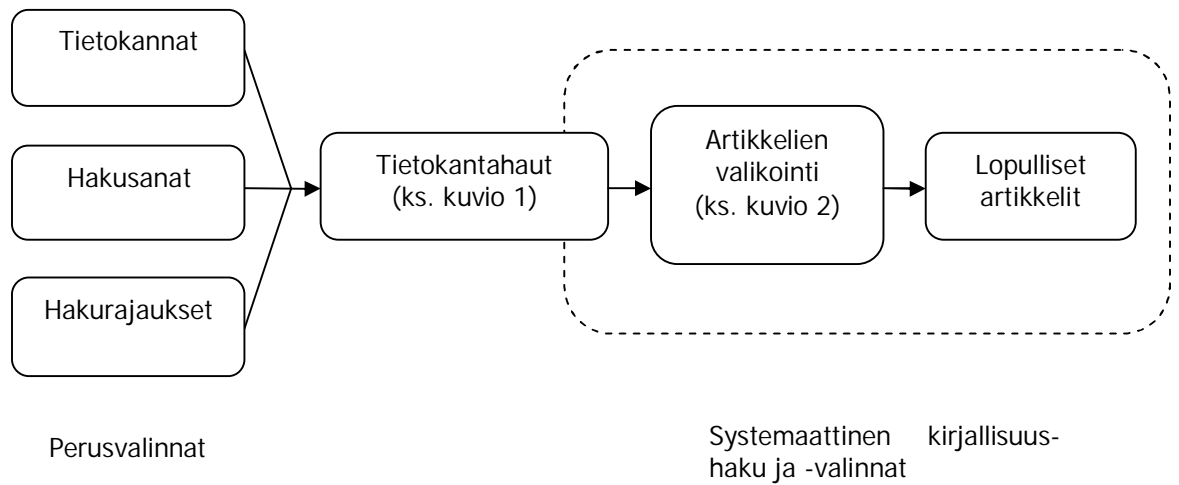 Tietokannat
Hakusanat
Hakurajaukset
Tietokantahaut
(ks. kuvio 1)
Artikkelien
valikointi
(ks. kuvio 2)
Lopulliset
artikkelit
Perusvalinnat
Systemaattinen kirjallisuus-
haku ja -valinnat